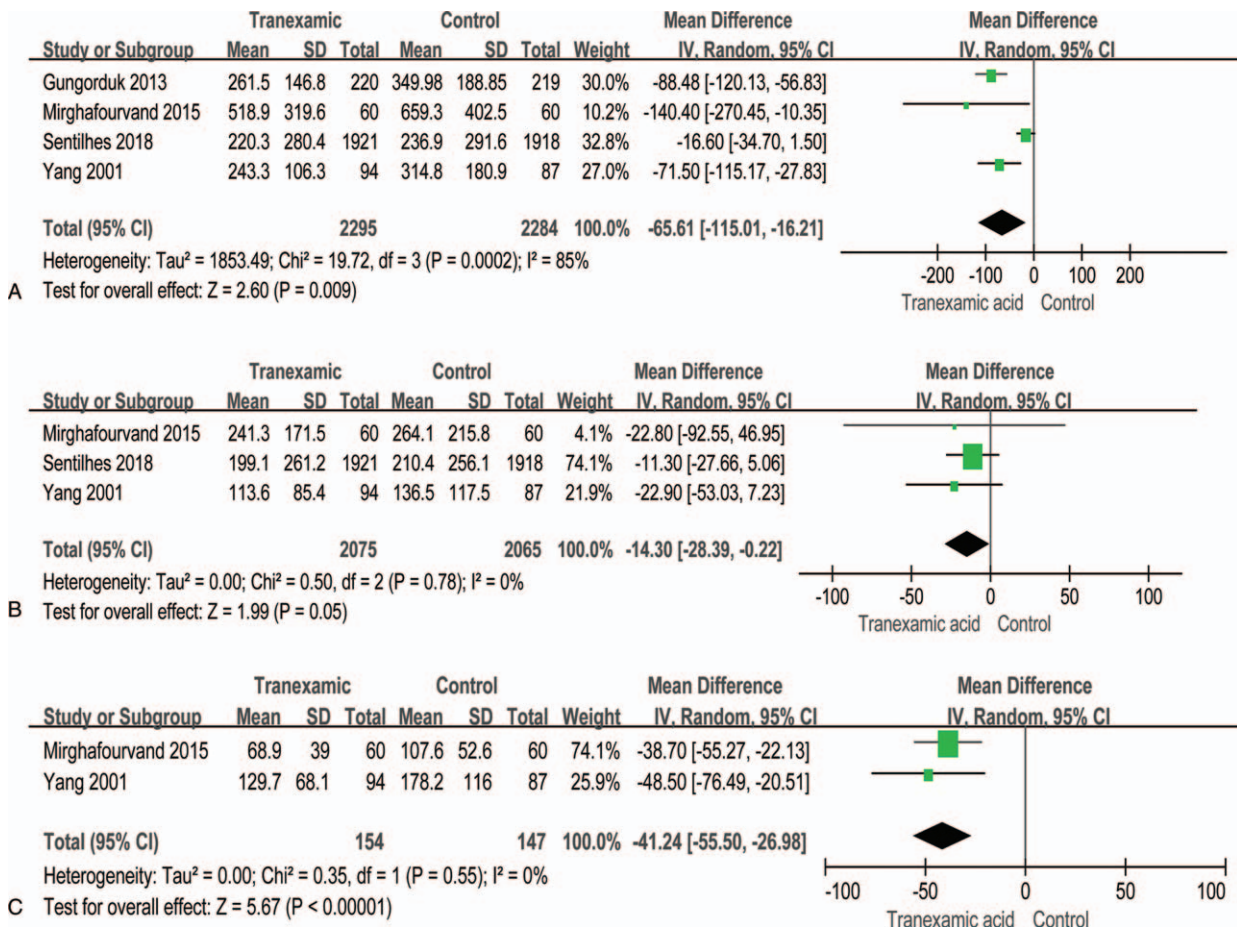 Tranexamic Control Mean Difference Mean Difference
Study or Subgroup Mean SD Total Mean SD Total Weight IV, Random, 95% CI IV, Random, 95% CI
Gungorduk 2013 261.5 146.8 220 349.98 188.85 219 30.0% -88.48 [-120.13, -56.83]
Mirghafourvand 2015 518.9 319.6 60 659.3 402.5 60 10.2% -140.40 [-270.45, -10.35]
Sentilhes 2018 220.3 280.4 1921 236.9 291.6 1918 32.8% -16.60 [-34.70, 1.50]
Yang 2001 243.3 106.3 94 314.8 180.9 87 27.0% -71.50 [-115.17, -27.83]
Total (95% CI) 2295 2284 100.0% -65.61 [-115.01, -16.21]
Heterogeneity: Tau² = 1853.49; Chi² = 19.72, df = 3 (P = 0.0002); I² = 85%
-200 -100 0 100 200
A Test for overall effect: Z = 2.60 (P = 0.009)
Tranexamic acid Control
Tranexamic Control Mean Difference Mean Difference
Study or Subgroup Mean SD Total Mean SD Total Weight IV, Random, 95% CI IV, Random, 95% CI
Mirghafourvand 2015 241.3 171.5 60 264.1 215.8 60 4.1% -22.80 [-92.55, 46.95]
Sentilhes 2018 199.1 261.2 1921 210.4 256.1 1918 74.1% -11.30 [-27.66, 5.06]
Yang 2001 113.6 85.4 94 136.5 117.5 87 21.9% -22.90 [-53.03, 7.23]
Total (95% CI) 2075 2065 100.0% -14.30 [-28.39, -0.22]
Heterogeneity: Tau² = 0.00; Chi² = 0.50, df = 2 (P = 0.78); I² = 0%
-100 -50 0 50 100
B Test for overall effect: Z = 1.99 (P = 0.05)
Tranexamic acid Control
Tranexamic Control Mean Difference Mean Difference
Study or Subgroup Mean SD Total Mean SD Total Weight IV, Random, 95% CI IV, Random, 95% CI
Mirghafourvand 2015 68.9 39 60 107.6 52.6 60 74.1% -38.70 [-55.27, -22.13]
Yang 2001 129.7 68.1 94 178.2 116 87 25.9% -48.50 [-76.49, -20.51]
Total (95% CI) 154 147 100.0% -41.24 [-55.50, -26.98]
Heterogeneity: Tau² = 0.00; Chi² = 0.35, df = 1 (P = 0.55); I² = 0%
-100 -50 0 50 100
C Test for overall effect: Z = 5.67 (P < 0.00001)
Tranexamic acid Control